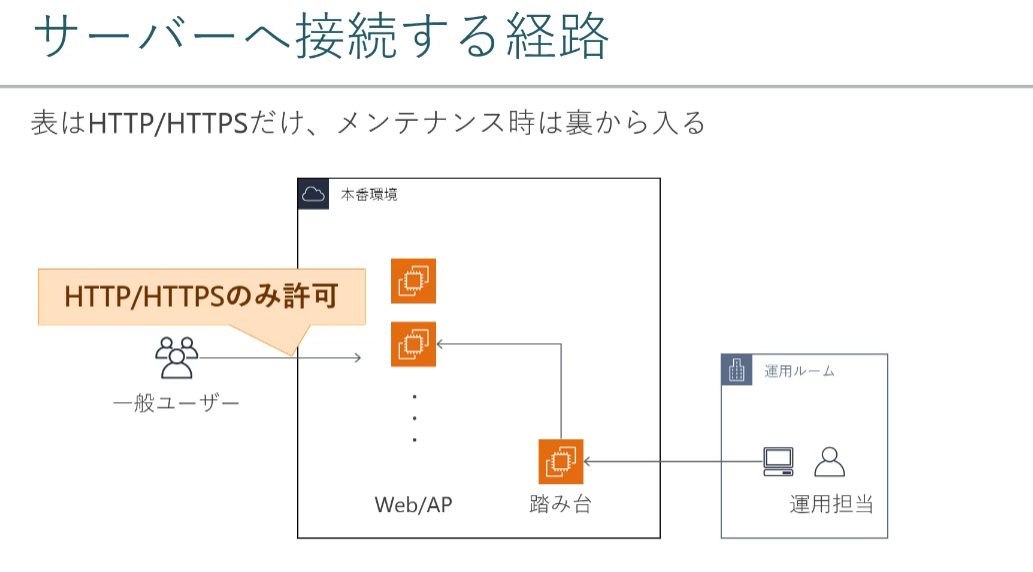 サーバーへ接続する経路
表はHTTP/HTTPSだけ、メンテナンス時は裏から入る
本番環境
HTTP/HTTPSのみ許可
一般ユーザー
運用ルーム
Web/AP
踏み台
運用担当